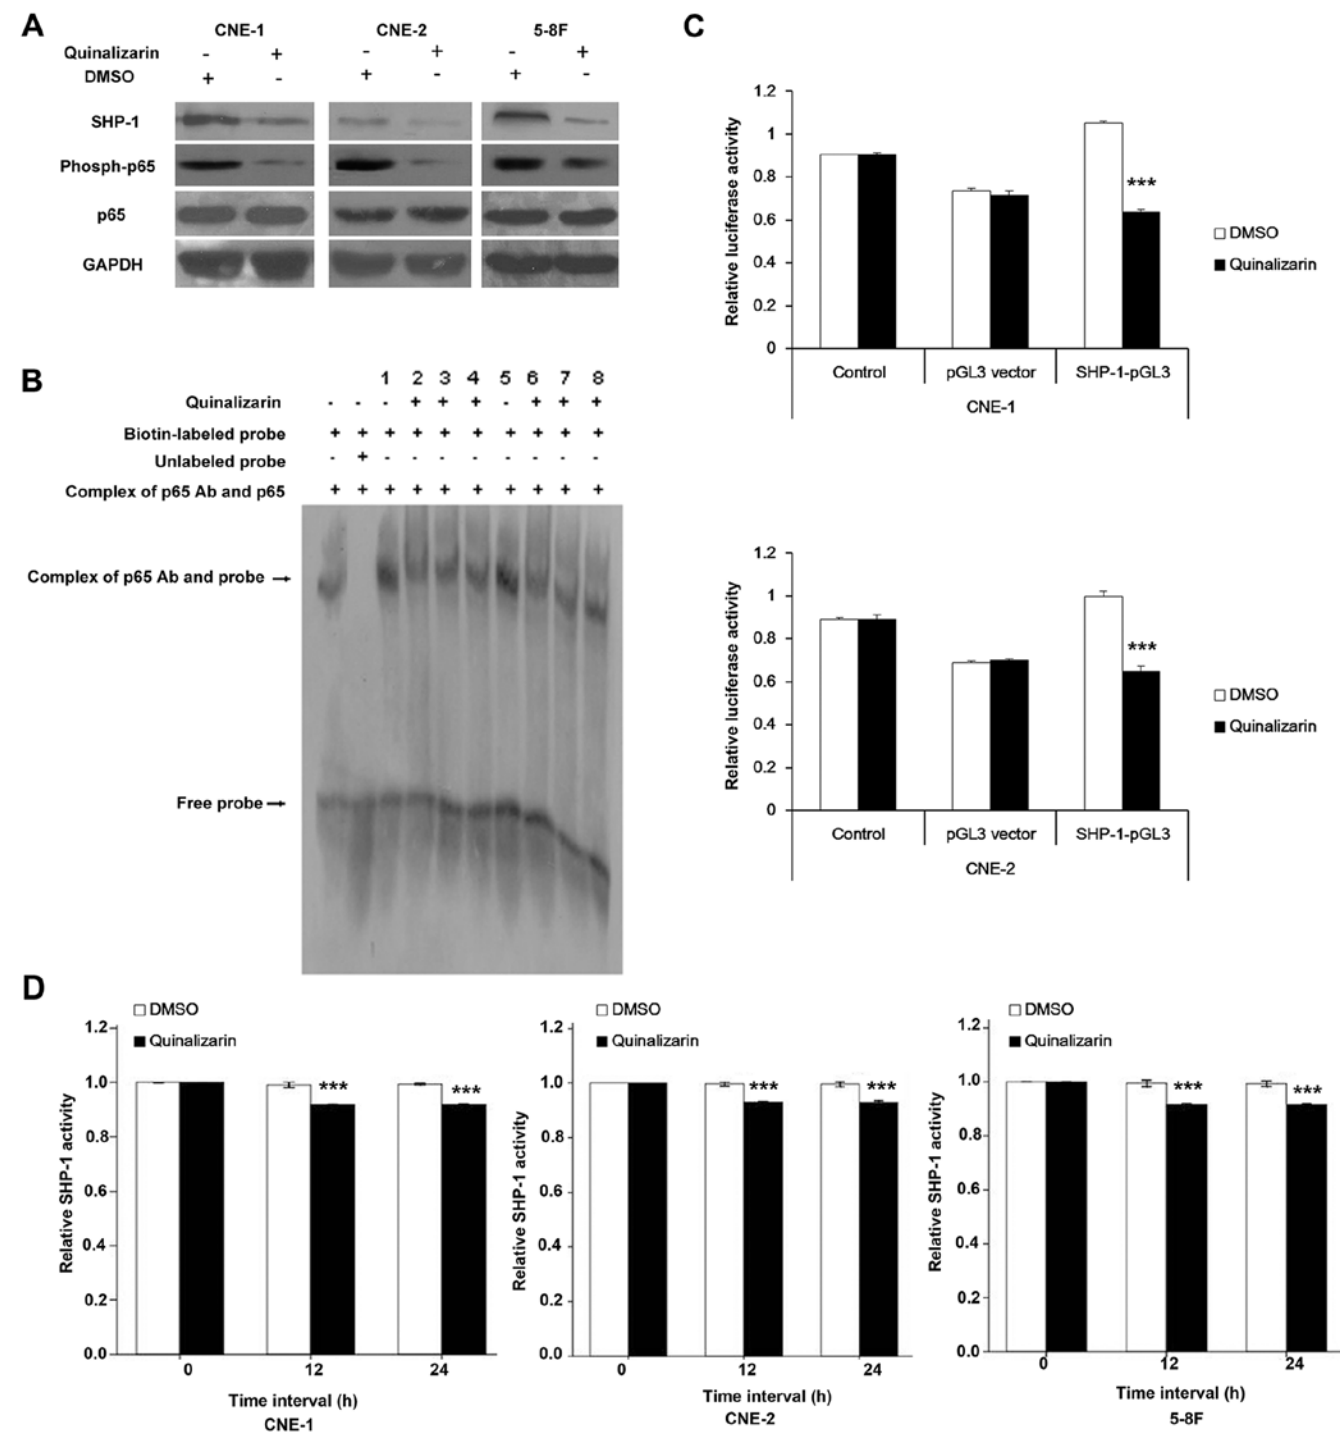 A
CNE-1 CNE-2 5-8F
Quinalizarin - + - + - +
DMSO + - + - + -
SHP-1
Phosph-p65
p65
GAPDH
B
1 2 3 4 5 6 7 8
Quinalizarin - - - + + + - + + +
Biotin-labeled probe + + + + + + + + + +
Unlabeled probe - + - - - - - - - -
Complex of p65 Ab and p65 + + + + + + + + + +
Complex of p65 Ab and probe →
Free probe →
C
Relative luciferase activity
1.2
1
0.8
0.6
0.4
0.2
0
***
DMSO
Quinalizarin
Control pGL3 vector SHP-1-pGL3
CNE-1
Relative luciferase activity
1.2
1
0.8
0.6
0.4
0.2
0
***
DMSO
Quinalizarin
Control pGL3 vector SHP-1-pGL3
CNE-2
D
DMSO
Quinalizarin
Relative SHP-1 activity
1.2
1.0
0.8
0.6
0.4
0.2
0.0
*** ***
0 12 24
Time interval (h)
CNE-1
DMSO
Quinalizarin
Relative SHP-1 activity
1.2
1.0
0.8
0.6
0.4
0.2
0.0
*** ***
0 12 24
Time interval (h)
CNE-2
DMSO
Quinalizarin
Relative SHP-1 activity
1.2
1.0
0.8
0.6
0.4
0.2
0.0
*** ***
0 12 24
Time interval (h)
5-8F